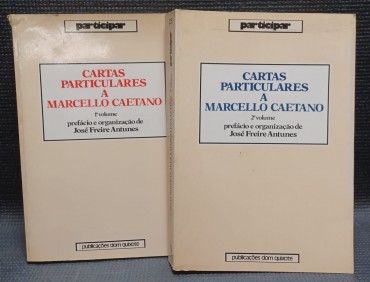 participar
CARTAS
PARTICULARES
A
MARCELLO CAETANO
1º volume
prefácio e organização de
José Freire Antunes
publicações dom quixote
participar
CARTAS
PARTICULARES
A
MARCELLO CAETANO
2º volume
prefácio e organização de
José Freire Antunes
publicações dom quixote